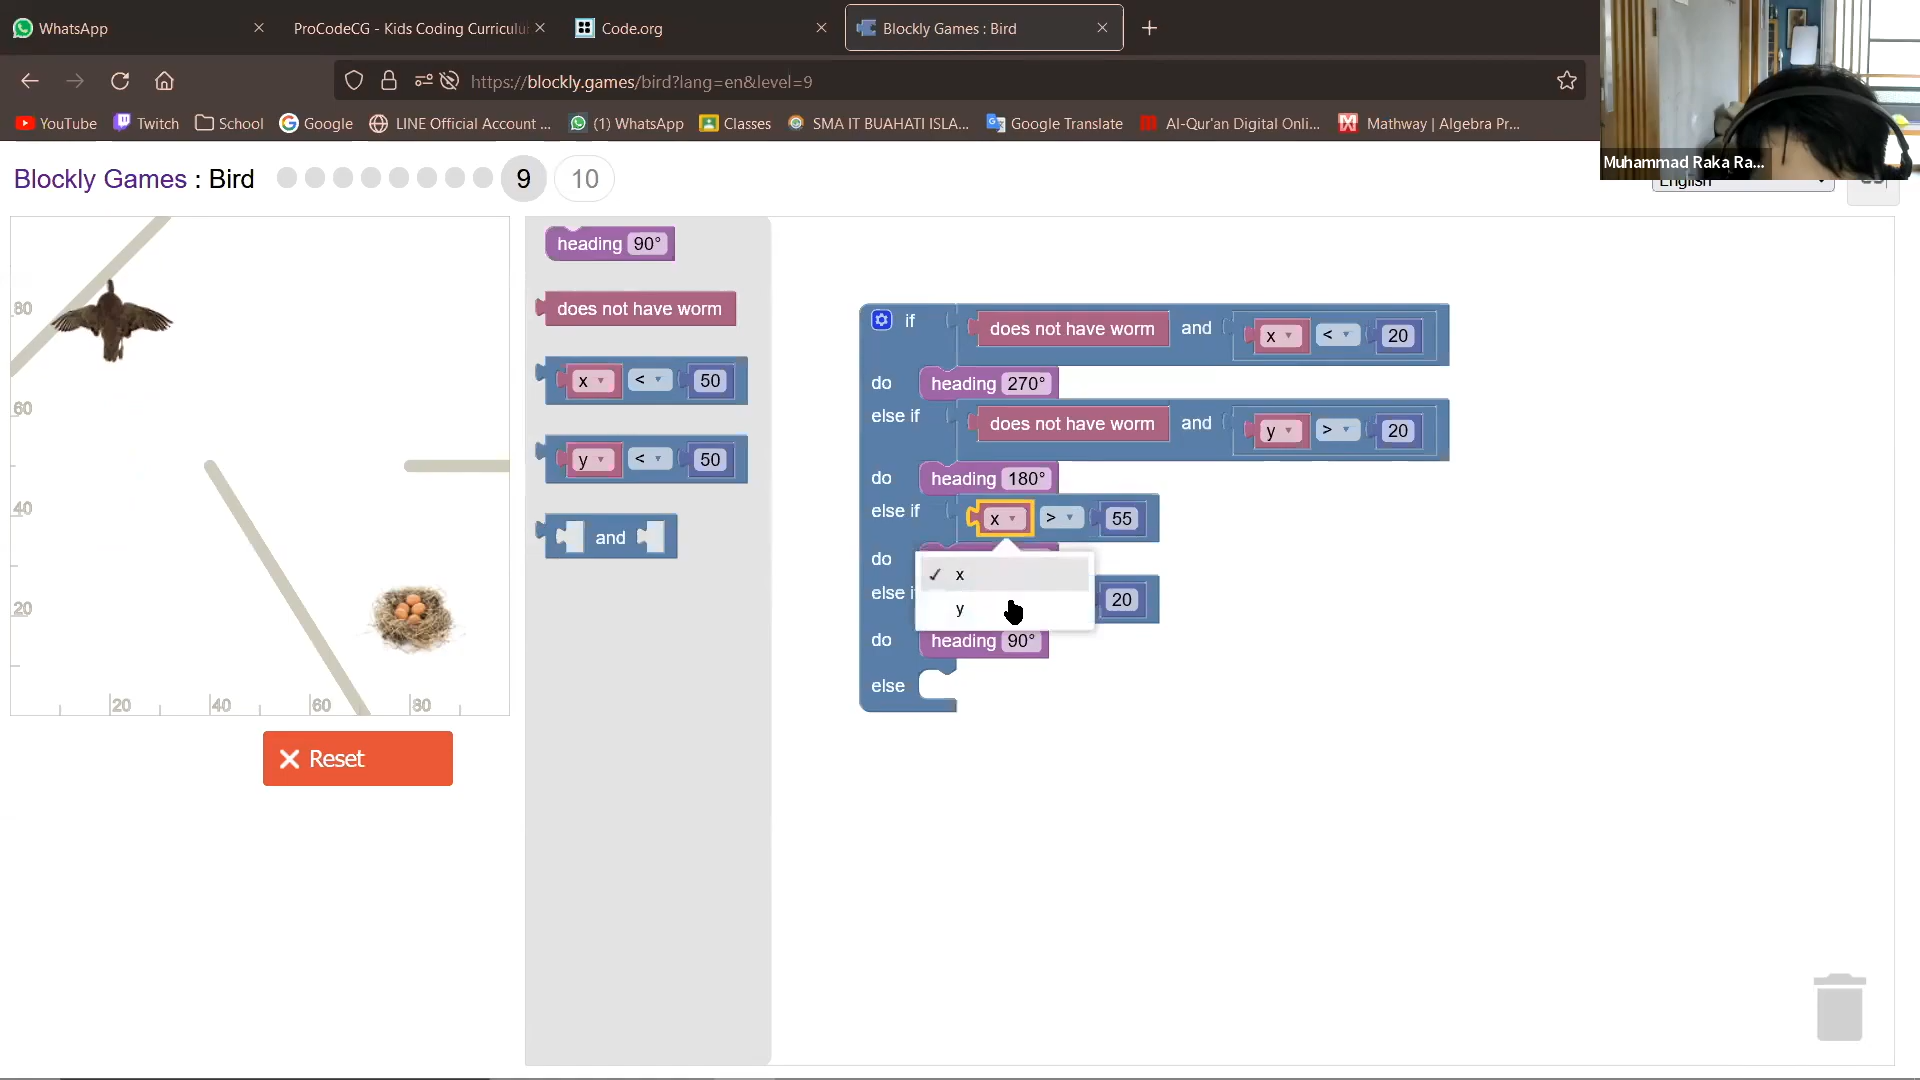 WhatsApp
ProCodeCG - Kids Coding Curriculu
Code.org
Blockly Games : Bird
https://blockly.games/bird?lang=en&level=9
YouTube
Twitch
School
Google
LINE Official Account ...
(1) WhatsApp
Classes
SMA IT BUAHATI ISLA...
Google Translate
Al-Qur'an Digital Onli...
Mathway | Algebra Pr...
Muhammad Raka Ra...
Blockly Games : Bird
9
10
English
80
60
40
20
20
40
60
80
Reset
heading 90°
does not have worm
x < 50
y < 50
and
if does not have worm and x < 20
do heading 270°
else if does not have worm and y > 20
do heading 180°
else if x > 55
do
x
else i 20
y
do heading 90°
else